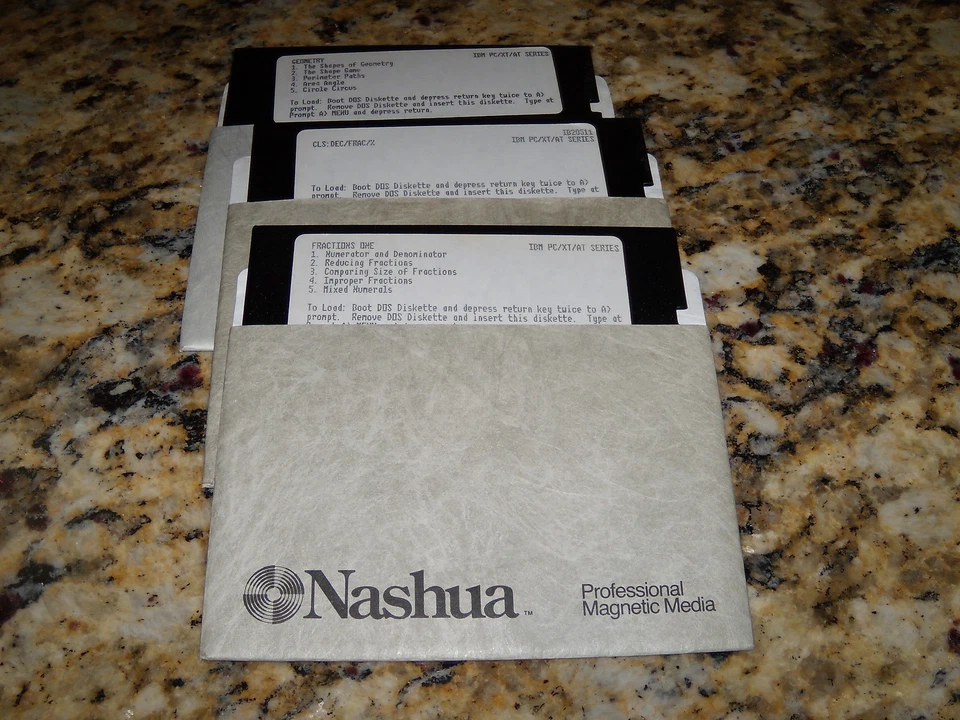 GEOMETRY
IBM PC/XT/AT SERIES
1. The Shapes of Geometry
2. The Shape Game
3. Perimeter Paths
4. Area Angle
5. Circle Circus
To Load: Boot DOS Diskette and depress return key twice to A)
prompt. Remove DOS Diskette and insert this diskette. Type at
Prompt A) MENU and depress return.
ID20511
CLS:DEC/FRAC/%
IBM PC/XT/AT SERIES
To Load: Boot DOS Diskette and depress return key twice to A)
prompt. Remove DOS Diskette and insert this diskette. Type at
FRACTIONS ONE
IBM PC/XT/AT SERIES
1. Numerator and Denominator
2. Reducing Fractions
3. Comparing Size of Fractions
4. Improper Fractions
5. Mixed Numerals
To Load: Boot DOS Diskette and depress return key twice to A)
prompt. Remove DOS Diskette and insert this diskette. Type at
Nashua™
Professional
Magnetic Media